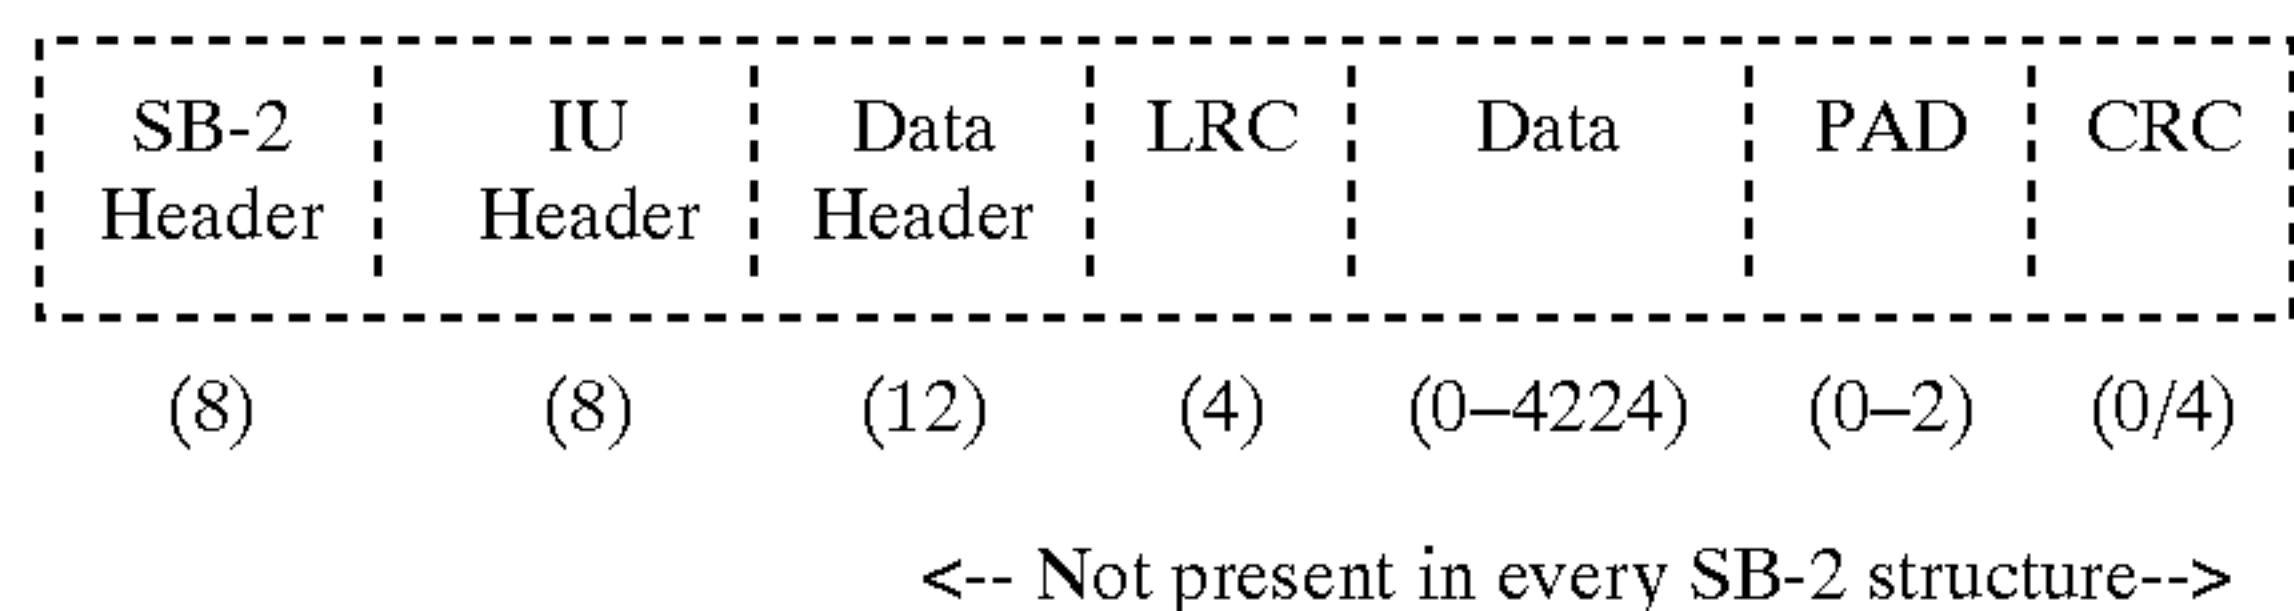 SB-2 IU Data LRC Data PAD CRC
Header Header Header
(8) (8) (12) (4) (0–4224) (0–2) (0/4)
<-- Not present in every SB-2 structure-->